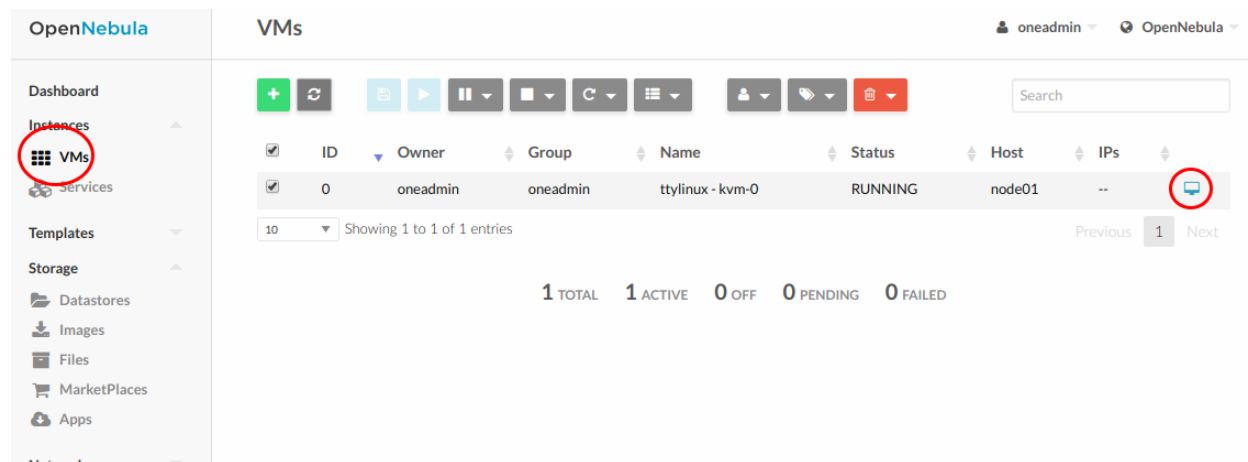 OpenNebula
VMs
oneadmin
OpenNebula
Dashboard
Instances
VMs
Services
Templates
Storage
Datastores
Images
Files
MarketPlaces
Apps
Search
ID Owner Group Name Status Host IPs
0 oneadmin oneadmin ttylinux - kvm-0 RUNNING node01 --
10 Showing 1 to 1 of 1 entries
Previous 1 Next
1 TOTAL 1 ACTIVE 0 OFF 0 PENDING 0 FAILED